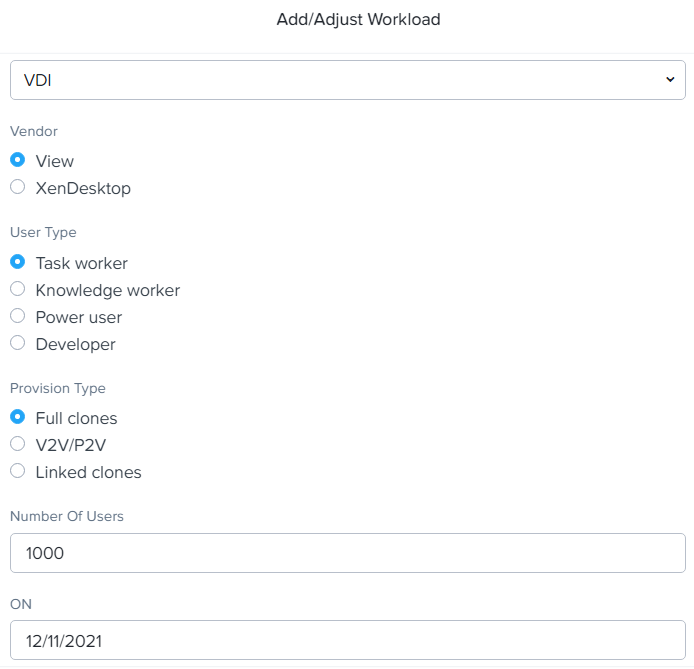 Add/Adjust Workload
VDI
Vendor
View
XenDesktop
User Type
Task worker
Knowledge worker
Power user
Developer
Provision Type
Full clones
V2V/P2V
Linked clones
Number Of Users
1000
ON
12/11/2021